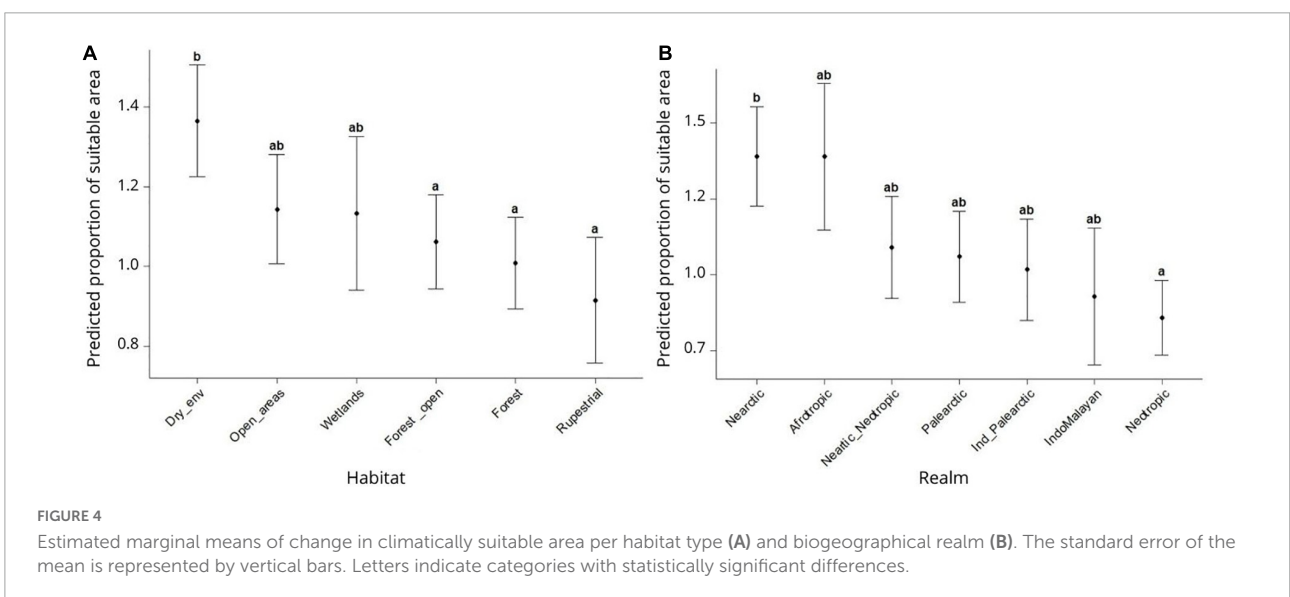 A
Predicted proportion of suitable area
1.4
1.2
1.0
0.8
b
ab
ab
a
a
a
Dry_env
Open_areas
Wetlands
Forest_open
Forest
Rupestrial
Habitat
B
Predicted proportion of suitable area
1.5
1.2
1.0
0.7
b
ab
ab
ab
ab
ab
a
Nearctic
Afrotropic
Neartic_Neotropic
Palearctic
Ind_Palearctic
IndoMalayan
Neotropic
Realm
FIGURE 4
Estimated marginal means of change in climatically suitable area per habitat type (A) and biogeographical realm (B). The standard error of the
mean is represented by vertical bars. Letters indicate categories with statistically significant differences.